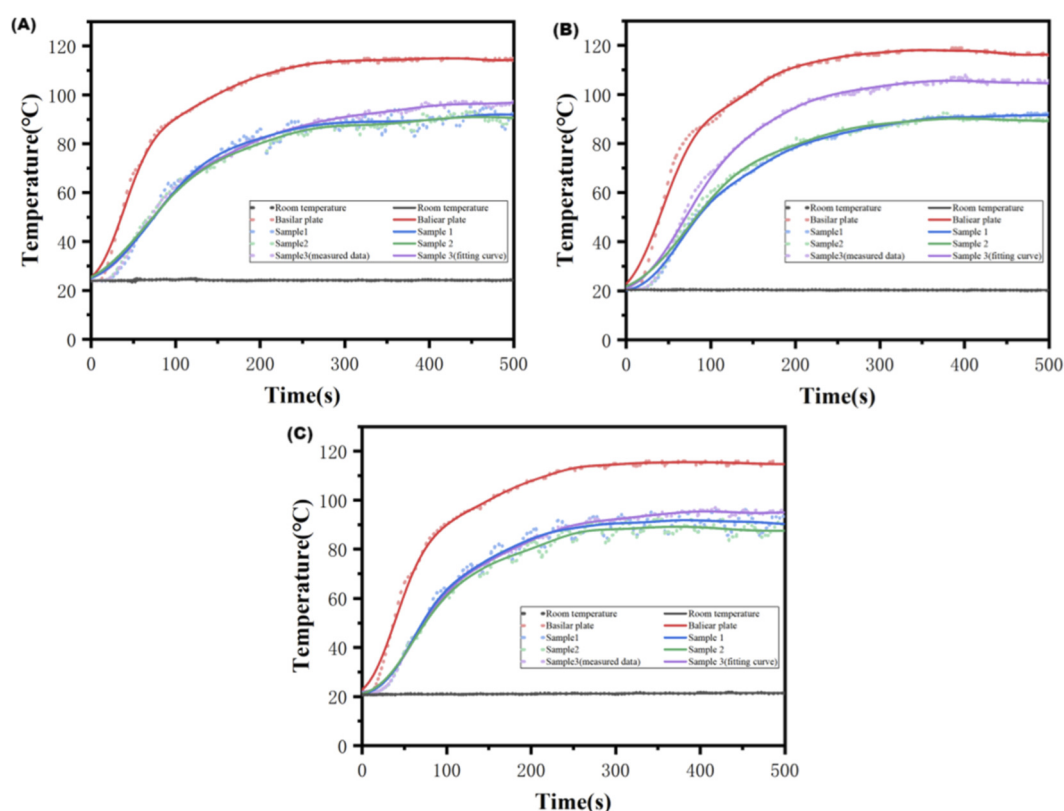 (A)
120
100
80
60
40
20
0
Temperature(℃)
Room temperature Room temperature
Basilar plate Baliear plate
Sample1 Sample 1
Sample2 Sample 2
Sample3(measured data) Sample 3(fitting curve)
0 100 200 300 400 500
Time(s)
(B)
120
100
80
60
40
20
0
Temperature(℃)
Room temperature Room temperature
Basilar plate Baliear plate
Sample1 Sample 1
Sample2 Sample 2
Sample3(measured data) Sample 3(fitting curve)
0 100 200 300 400 500
Time(s)
(C)
120
100
80
60
40
20
0
Temperature(℃)
Room temperature Room temperature
Basilar plate Baliear plate
Sample1 Sample 1
Sample2 Sample 2
Sample3(measured data) Sample 3(fitting curve)
0 100 200 300 400 500
Time(s)